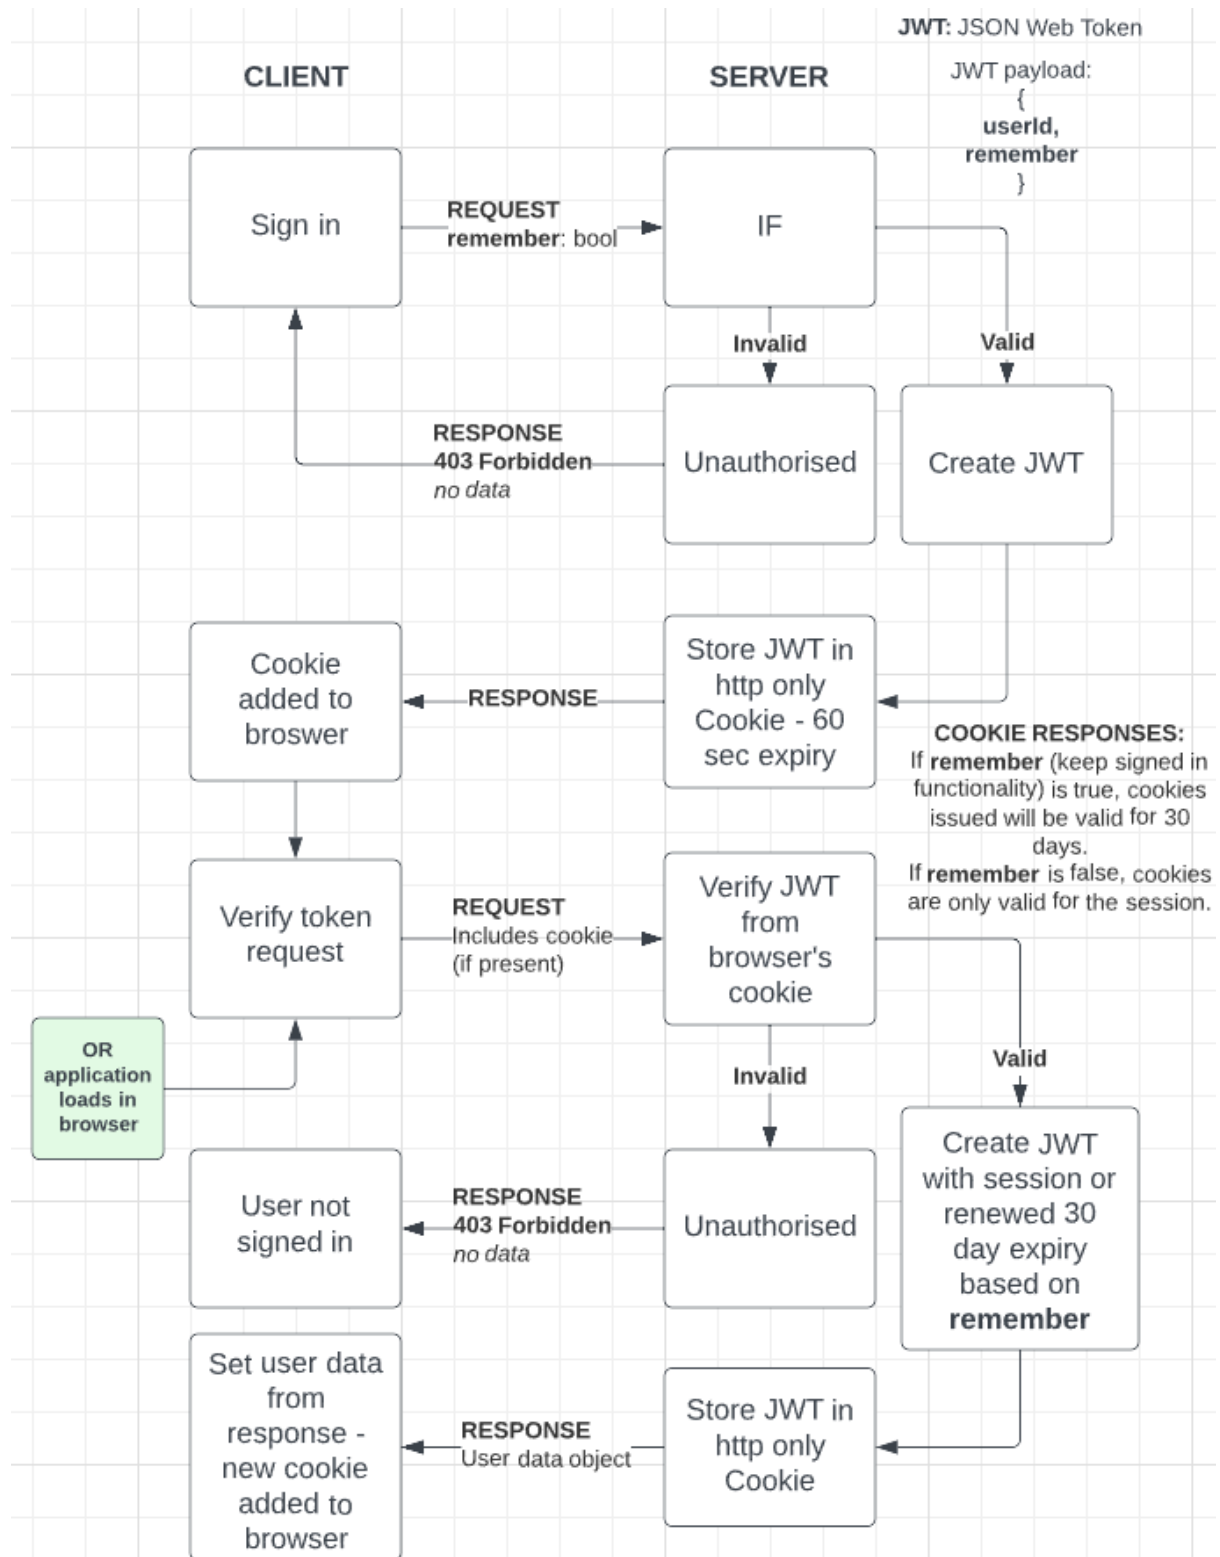 JWT: JSON Web Token
CLIENT
SERVER
JWT payload:
{
userId,
remember
}
Sign in
REQUEST
remember: bool
IF
Invalid
Valid
RESPONSE
403 Forbidden
no data
Unauthorised
Create JWT
Cookie
added to
broswer
RESPONSE
Store JWT in
http only
Cookie - 60
sec expiry
COOKIE RESPONSES:
If remember (keep signed in
functionality) is true, cookies
issued will be valid for 30
days.
If remember is false, cookies
are only valid for the session.
Verify token
request
REQUEST
Includes cookie
(if present)
Verify JWT
from
browser's
cookie
OR
application
loads in
browser
Invalid
Valid
User not
signed in
RESPONSE
403 Forbidden
no data
Unauthorised
Create JWT
with session or
renewed 30
day expiry
based on
remember
Set user data
from
response -
new cookie
added to
browser
RESPONSE
User data object
Store JWT in
http only
Cookie